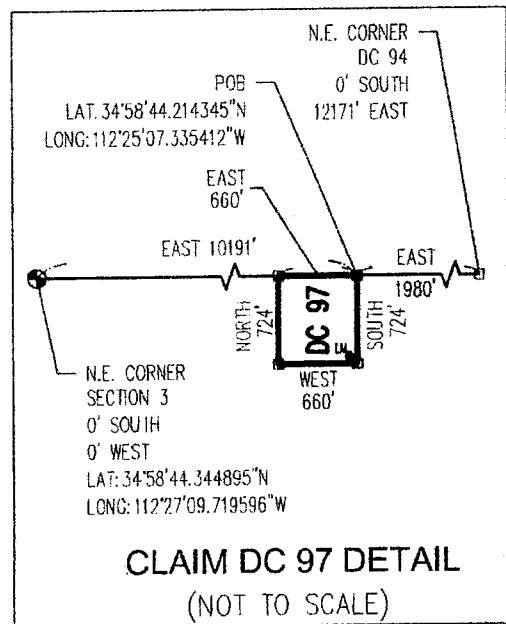 N.E. CORNER
DC 94
0' SOUTH
12171' EAST
POB
LAT. 34°58'44.214345"N
LONG: 112°25'07.335412"W
EAST
660'
EAST 10191'
EAST
1980'
NORTH
724'
DC 97
LM
SOUTH
724'
WEST
660'
N.E. CORNER
SECTION 3
0' SOUTH
0' WEST
LAT: 34°58'44.344895"N
LONG: 112°27'09.719596"W
CLAIM DC 97 DETAIL
(NOT TO SCALE)